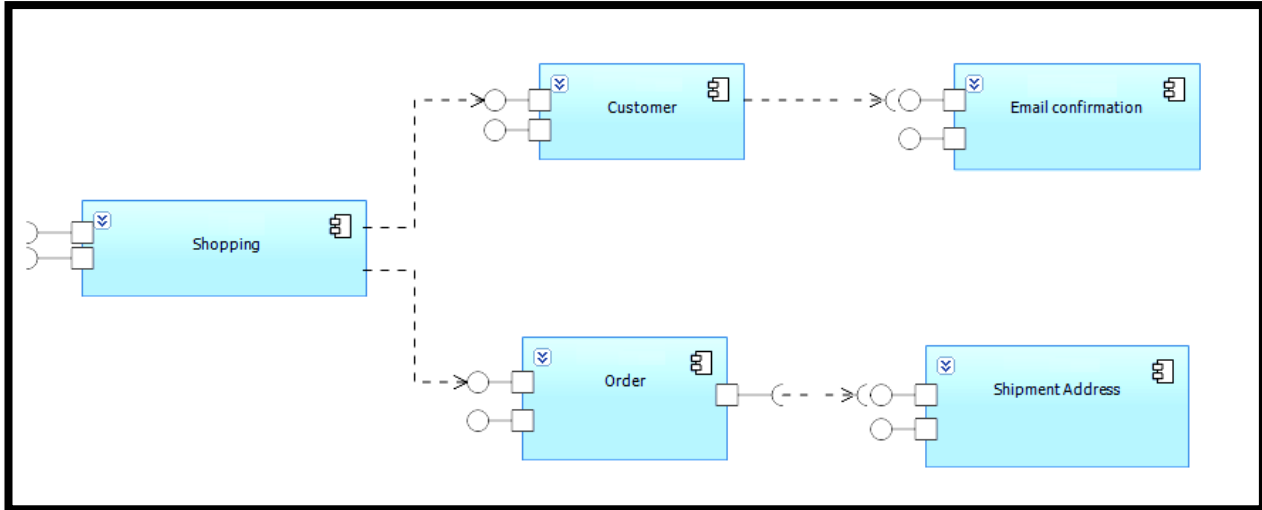 Customer
Email confirmation
Shopping
Order
Shipment Address